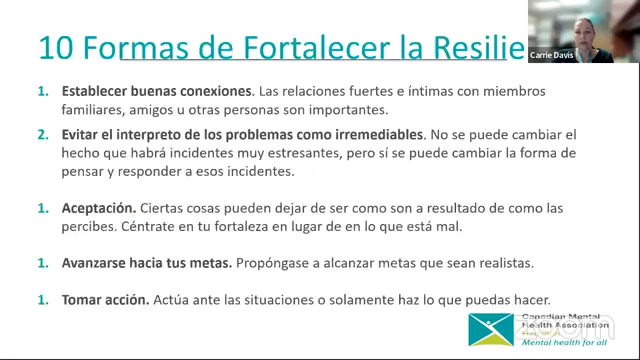 10 Formas de Fortalecer la Resilie
Carrie Davis
1. Establecer buenas conexiones. Las relaciones fuertes e íntimas con miembros
familiares, amigos u otras personas son importantes.
2. Evitar el interpreto de los problemas como irremediables. No se puede cambiar el
hecho que habrá incidentes muy estresantes, pero sí se puede cambiar la forma de
pensar y responder a esos incidentes.
1. Aceptación. Ciertas cosas pueden dejar de ser como son a resultado de como las
percibes. Céntrate en tu fortaleza en lugar de en lo que está mal.
1. Avanzarse hacia tus metas. Propóngase a alcanzar metas que sean realistas.
1. Tomar acción. Actúa ante las situaciones o solamente haz lo que puedas hacer.
Canadian Mental
Health Association
zoom
Mental health for all